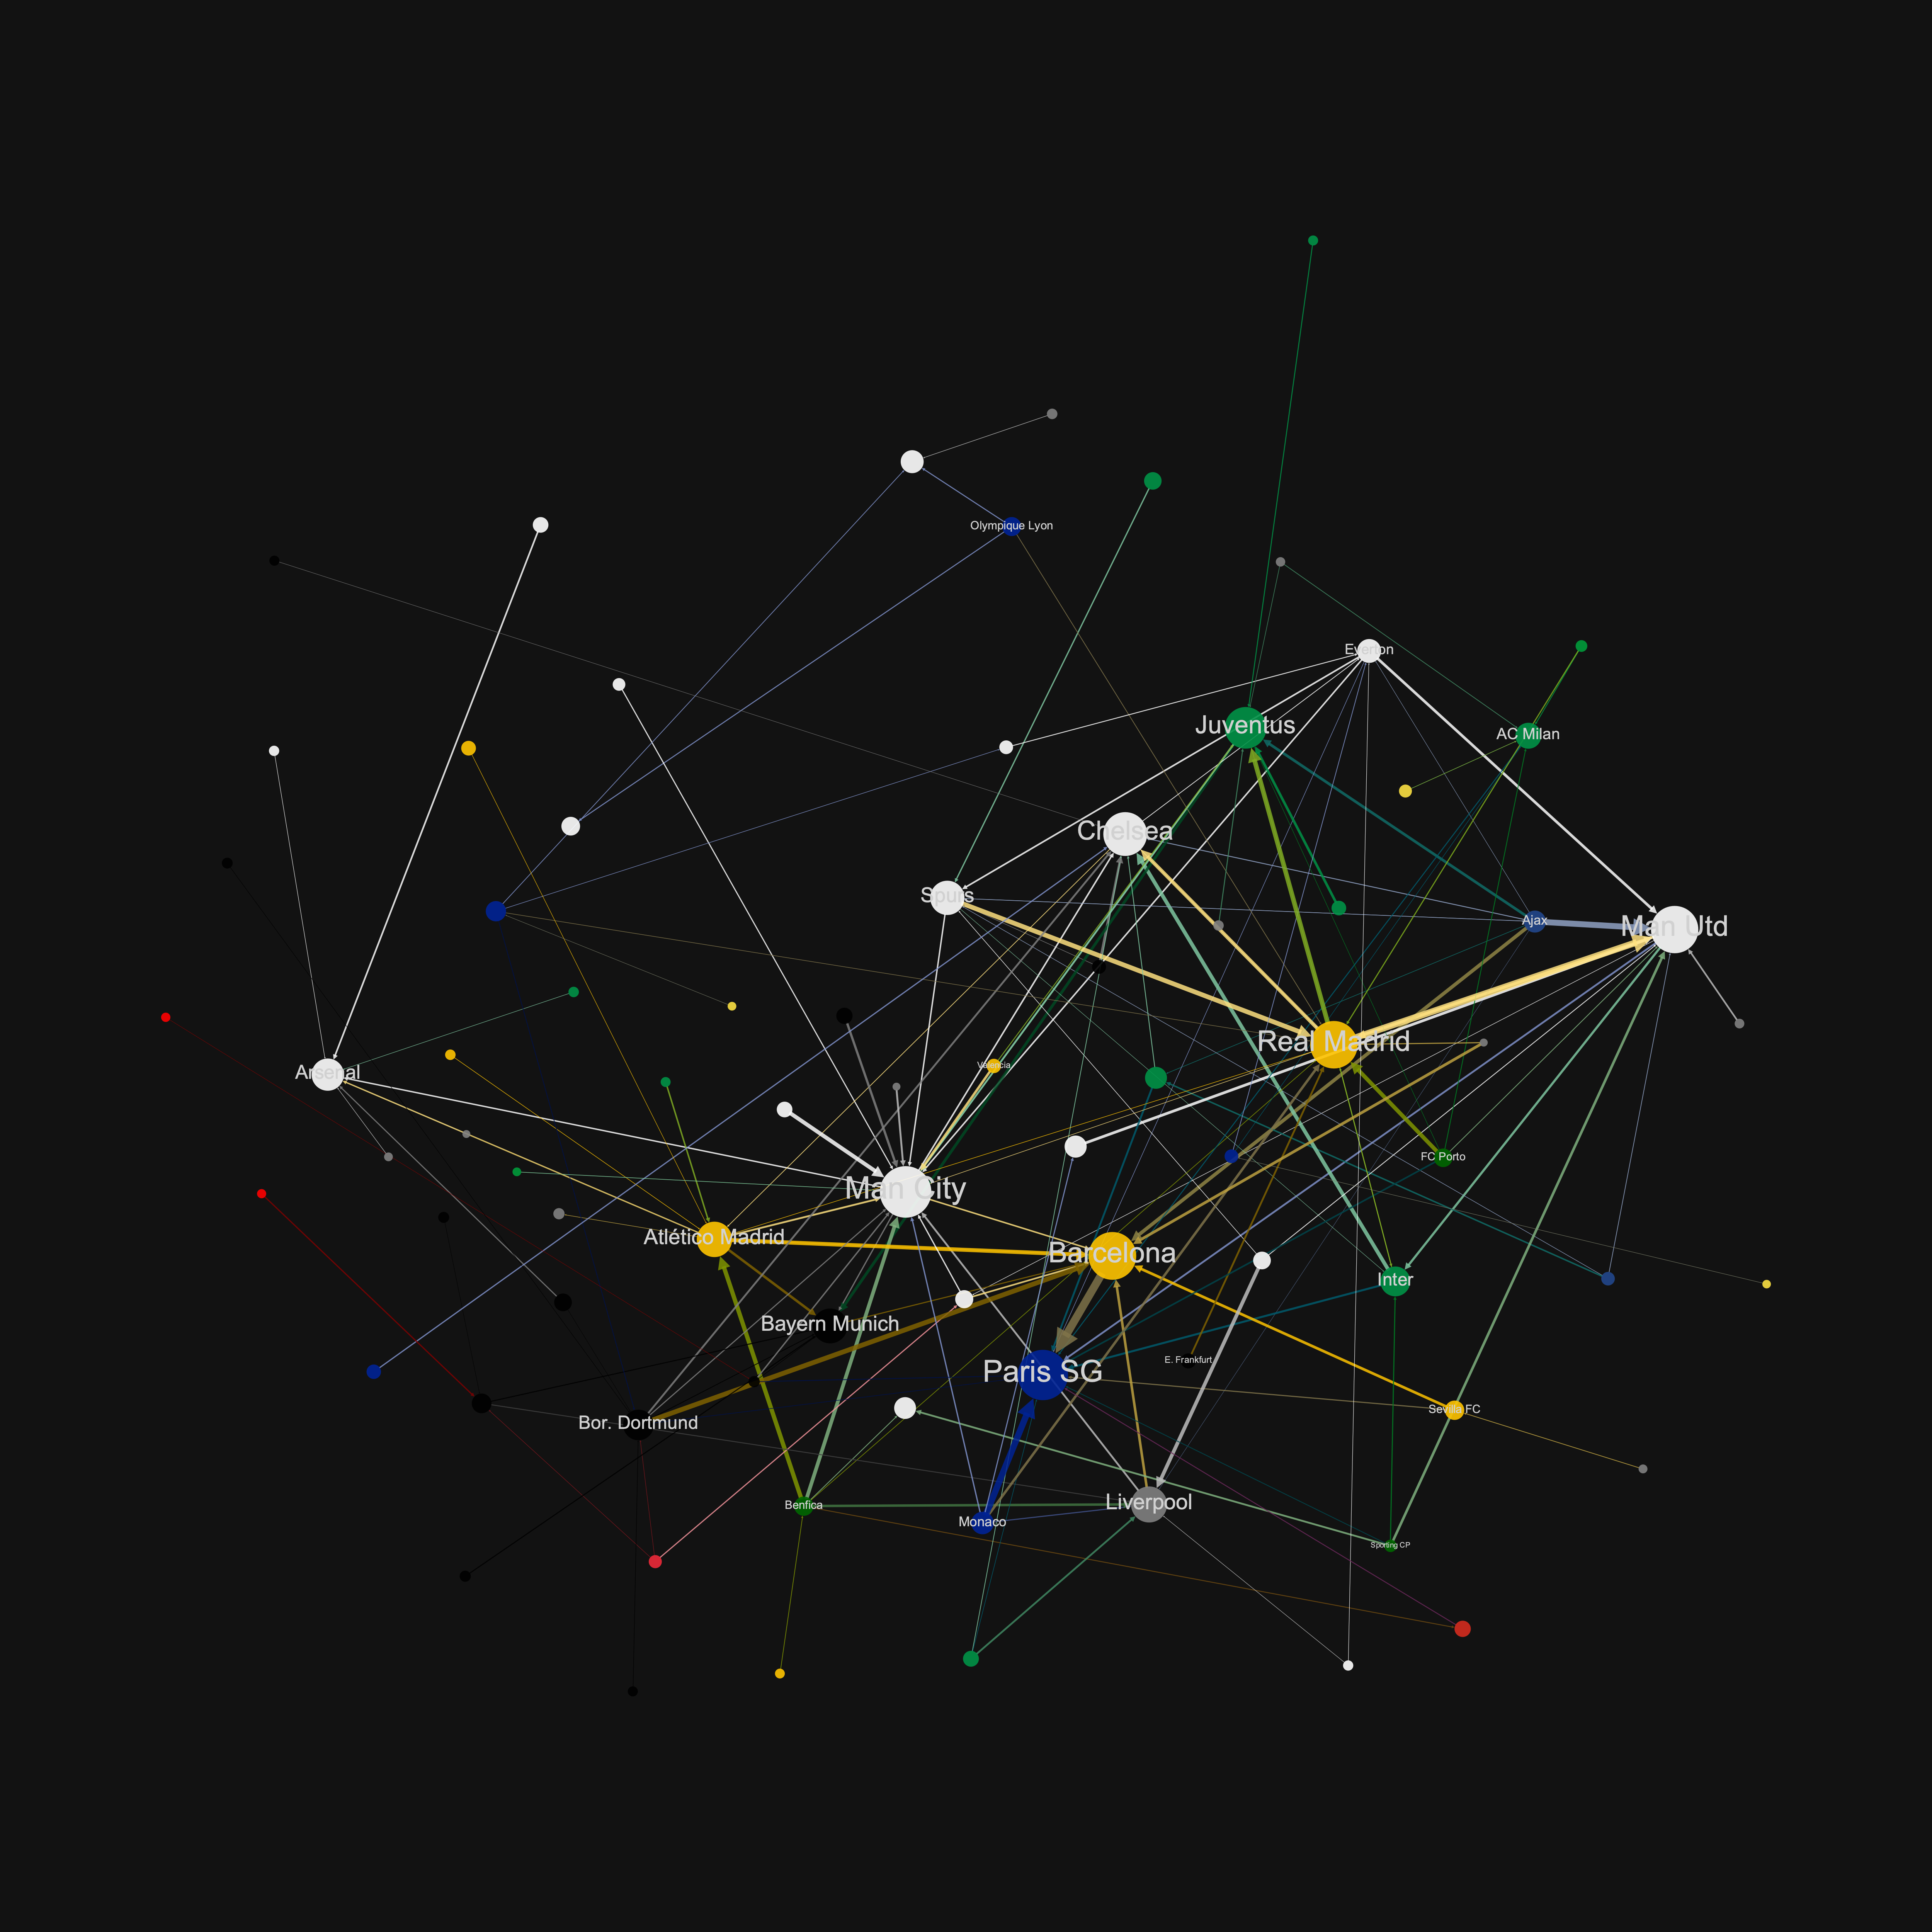 Olympique Lyon
Everton
Juventus
AC Milan
Chelsea
Spurs
Ajax
Man Utd
Real Madrid
Valencia
Arsenal
FC Porto
Man City
Atlético Madrid
Barcelona
Inter
Bayern Munich
E. Frankfurt
Paris SG
Sevilla FC
Bor. Dortmund
Liverpool
Benfica
Monaco
Sporting CP